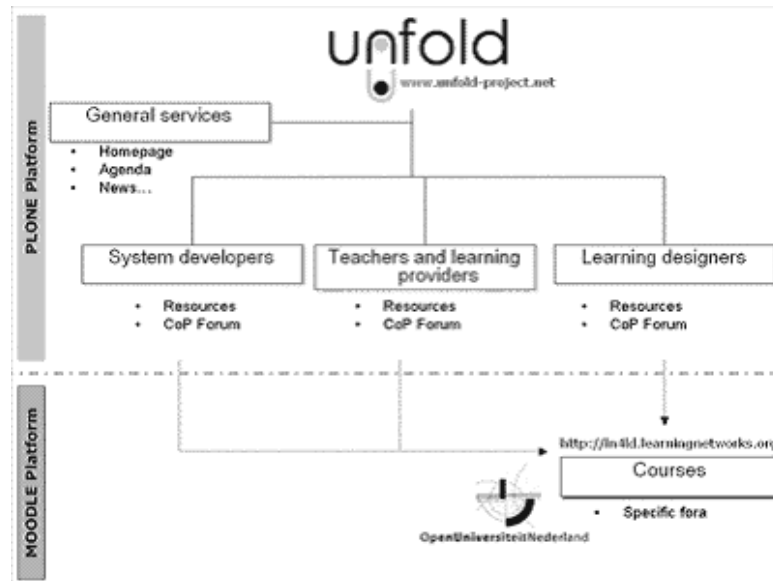 unfold
www.unfold-project.net
General services
• Homepage
• Agenda
• News...
PLONE Platform
System developers
• Resources
• CoP Forum
Teachers and learning
providers
• Resources
• CoP Forum
Learning designers
• Resources
• CoP Forum
MOODLE Platform
http://ln4ld.learningnetworks.org
Courses
• Specific fora
OpenUniversiteitNederland